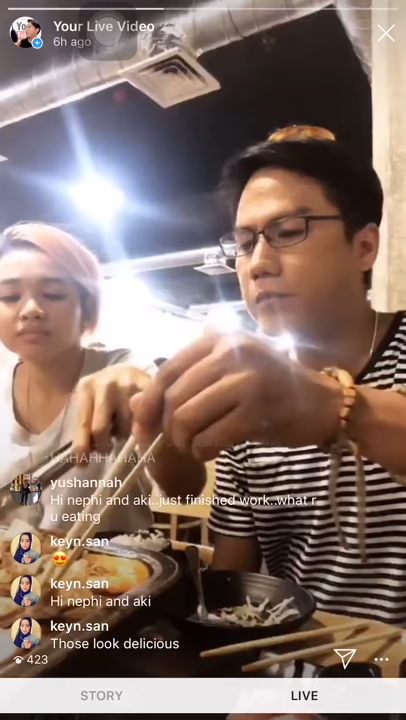 Your Live Video
6h ago
HAHAHHAHAHA
yushannah
Hi nephi and aki..just finished work..what r
u eating
keyn.san
😍
keyn.san
Hi nephi and aki
keyn.san
Those look delicious
423
STORY
LIVE